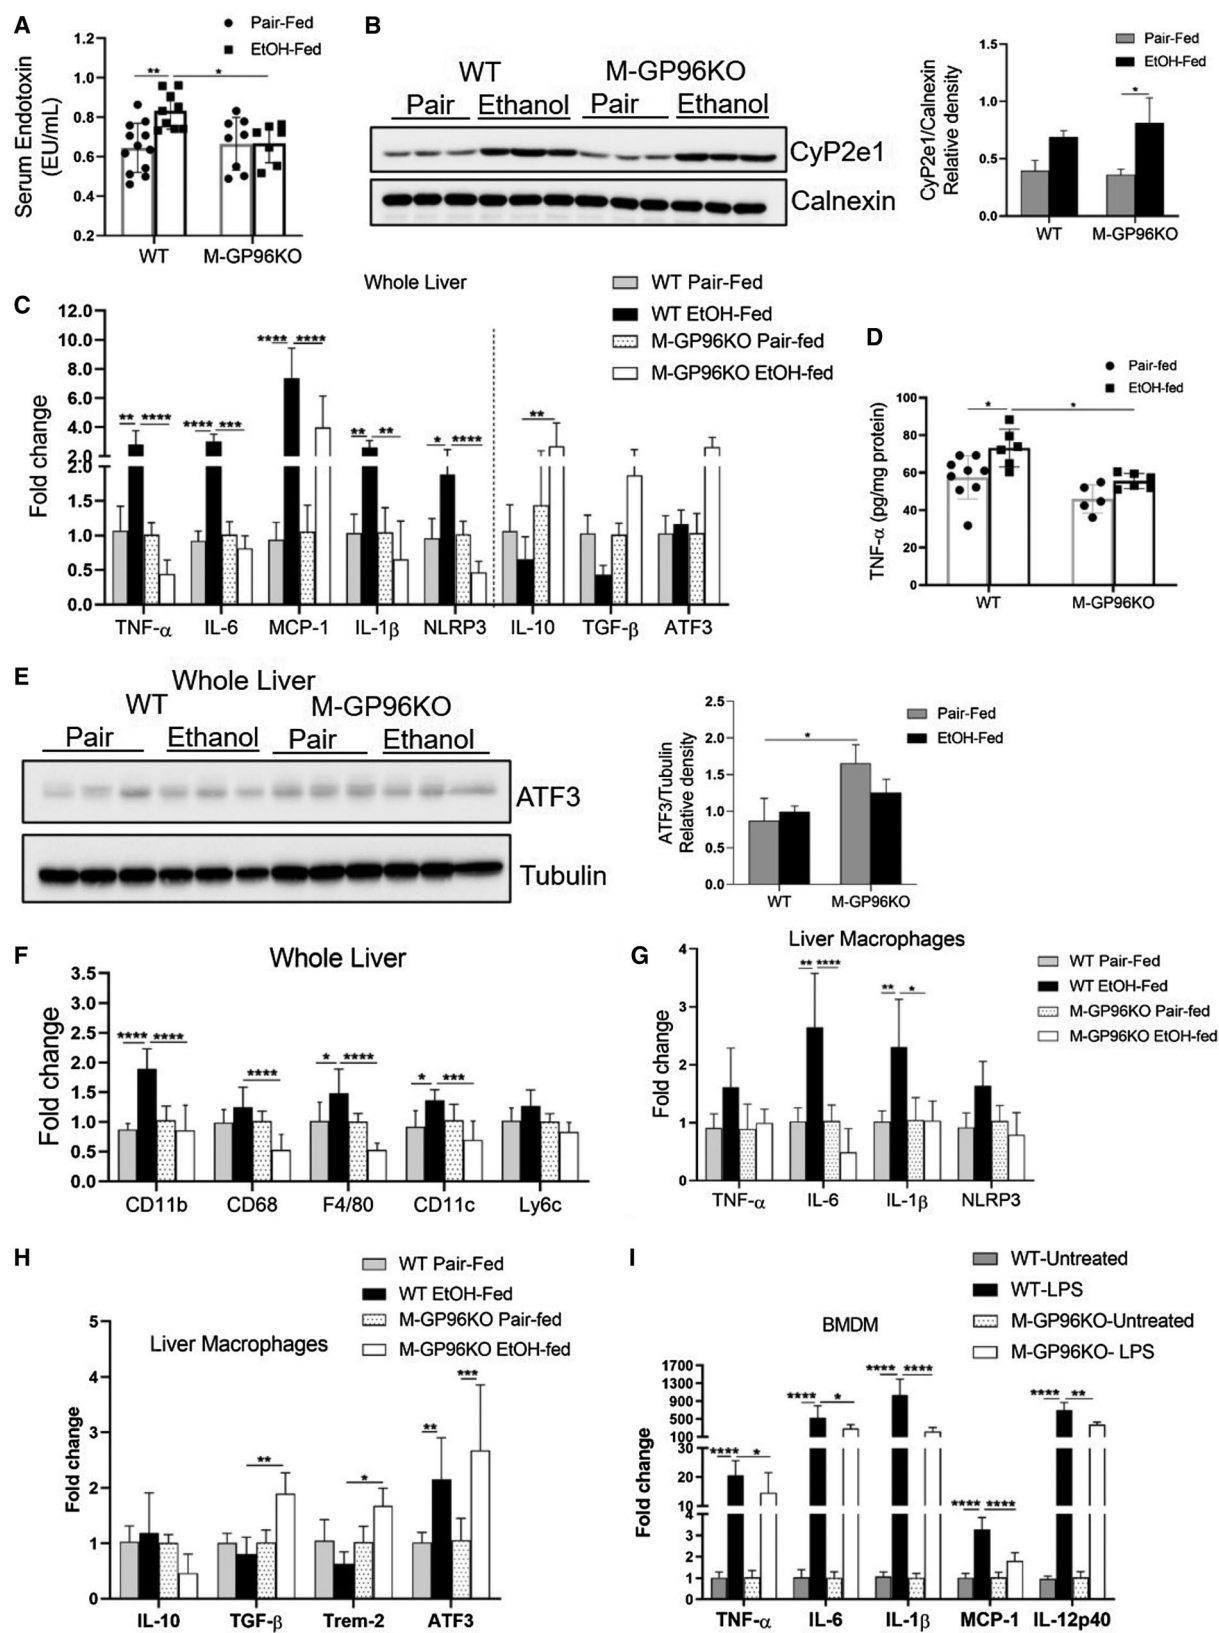 A
Pair-Fed
EtOH-Fed
Serum Endotoxin
(EU/mL)
1.2
1.0
0.8
0.6
0.4
0.2
**
*
WT
M-GP96KO
B
WT
M-GP96KO
Pair
Ethanol
Pair
Ethanol
CyP2e1
Calnexin
Pair-Fed
EtOH-Fed
CyP2e1/Calnexin
Relative density
1.5
1.0
0.5
0.0
*
WT
M-GP96KO
C
Whole Liver
WT Pair-Fed
WT EtOH-Fed
M-GP96KO Pair-fed
M-GP96KO EtOH-fed
Fold change
12.0
10.0
8.0
6.0
4.0
2.0
2.0
1.5
1.0
0.5
0.0
** ****
**** ***
**** ****
** **
* ****
**
TNF-α
IL-6
MCP-1
IL-1β
NLRP3
IL-10
TGF-β
ATF3
D
Pair-fed
EtOH-fed
TNF-α (pg/mg protein)
100
80
60
40
20
0
*
*
WT
M-GP96KO
E
Whole Liver
WT
M-GP96KO
Pair
Ethanol
Pair
Ethanol
ATF3
Tubulin
Pair-Fed
EtOH-Fed
ATF3/Tubulin
Relative density
2.5
2.0
1.5
1.0
0.5
0.0
*
WT
M-GP96KO
F
Whole Liver
Fold change
3.5
3.0
2.5
2.0
1.5
1.0
0.5
0.0
**** ****
****
* ****
* ***
CD11b
CD68
F4/80
CD11c
Ly6c
G
Liver Macrophages
WT Pair-Fed
WT EtOH-Fed
M-GP96KO Pair-fed
M-GP96KO EtOH-fed
Fold change
4
3
2
1
0
** ****
** *
TNF-α
IL-6
IL-1β
NLRP3
H
WT Pair-Fed
WT EtOH-Fed
M-GP96KO Pair-fed
M-GP96KO EtOH-fed
Liver Macrophages
Fold change
5
4
3
2
1
0
**
*
**
***
IL-10
TGF-β
Trem-2
ATF3
I
WT-Untreated
WT-LPS
M-GP96KO-Untreated
M-GP96KO- LPS
BMDM
Fold change
1700
1300
900
500
100
30
20
10
4
3
2
1
0
**** *
**** *
**** ****
**** ****
**** **
TNF-α
IL-6
IL-1β
MCP-1
IL-12p40